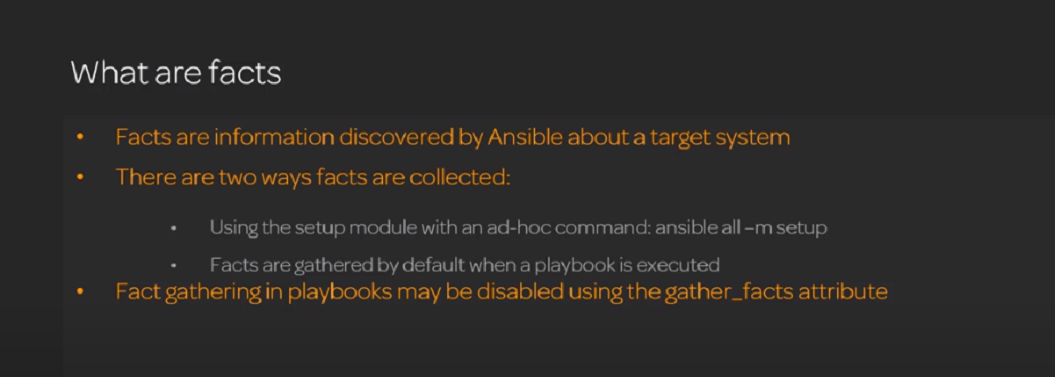 What are facts
• Facts are information discovered by Ansible about a target system
• There are two ways facts are collected:
• Using the setup module with an ad-hoc command: ansible all –m setup
• Facts are gathered by default when a playbook is executed
• Fact gathering in playbooks may be disabled using the gather_facts attribute